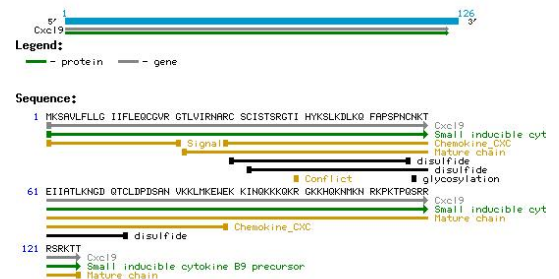 1 126
5' 3'
Cxcl9
Legend:
- protein - gene
Sequence:
1 MKSAVLFLLG IIFLEQCGVR GTLVIRNARC SCISTSRGTI HYKSLKDLKQ FAPSPNCNKT
Cxcl9
Small inducible cyt
Signal Chemokine_CXC
Mature chain
disulfide
disulfide
Conflict glycosylation
61 EIIATLKNGD QTCLDPDSAN VKKLMKEWEK KINQKKKQKR GKKHQKNMKN RKPKTPQSRR
Cxcl9
Small inducible cyt
Mature chain
Chemokine_CXC
disulfide
121 RSRKTT
Cxcl9
Small inducible cytokine B9 precursor
Mature chain